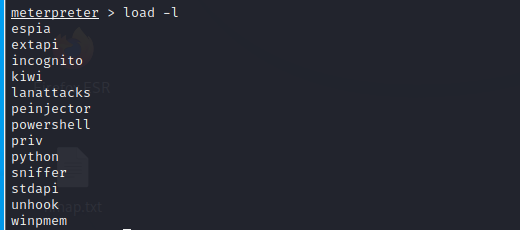 meterpreter > load -l
espia
extapi
incognito
kiwi
lanattacks
peinjector
powershell
priv
python
sniffer
stdapi
unhook
winpmem